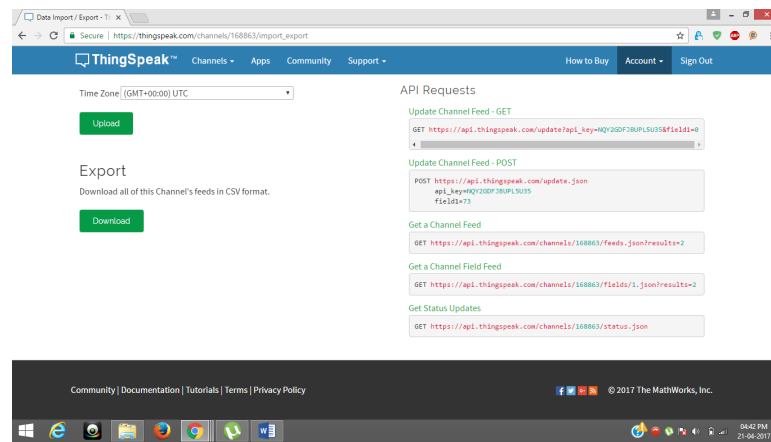 Data Import / Export - Th
Secure | https://thingspeak.com/channels/168863/import_export
ThingSpeak™ Channels Apps Community Support How to Buy Account Sign Out
Time Zone (GMT+00:00) UTC
Upload
Export
Download all of this Channel's feeds in CSV format.
Download
API Requests
Update Channel Feed - GET
GET https://api.thingspeak.com/update?api_key=NQY2GDFJBUPL5U35&field1=0
Update Channel Feed - POST
POST https://api.thingspeak.com/update.json
api_key=NQY2GDFJBUPL5U35
field1=73
Get a Channel Feed
GET https://api.thingspeak.com/channels/168863/feeds.json?results=2
Get a Channel Field Feed
GET https://api.thingspeak.com/channels/168863/fields/1.json?results=2
Get Status Updates
GET https://api.thingspeak.com/channels/168863/status.json
Community | Documentation | Tutorials | Terms | Privacy Policy
© 2017 The MathWorks, Inc.
04:42 PM
21-04-2017